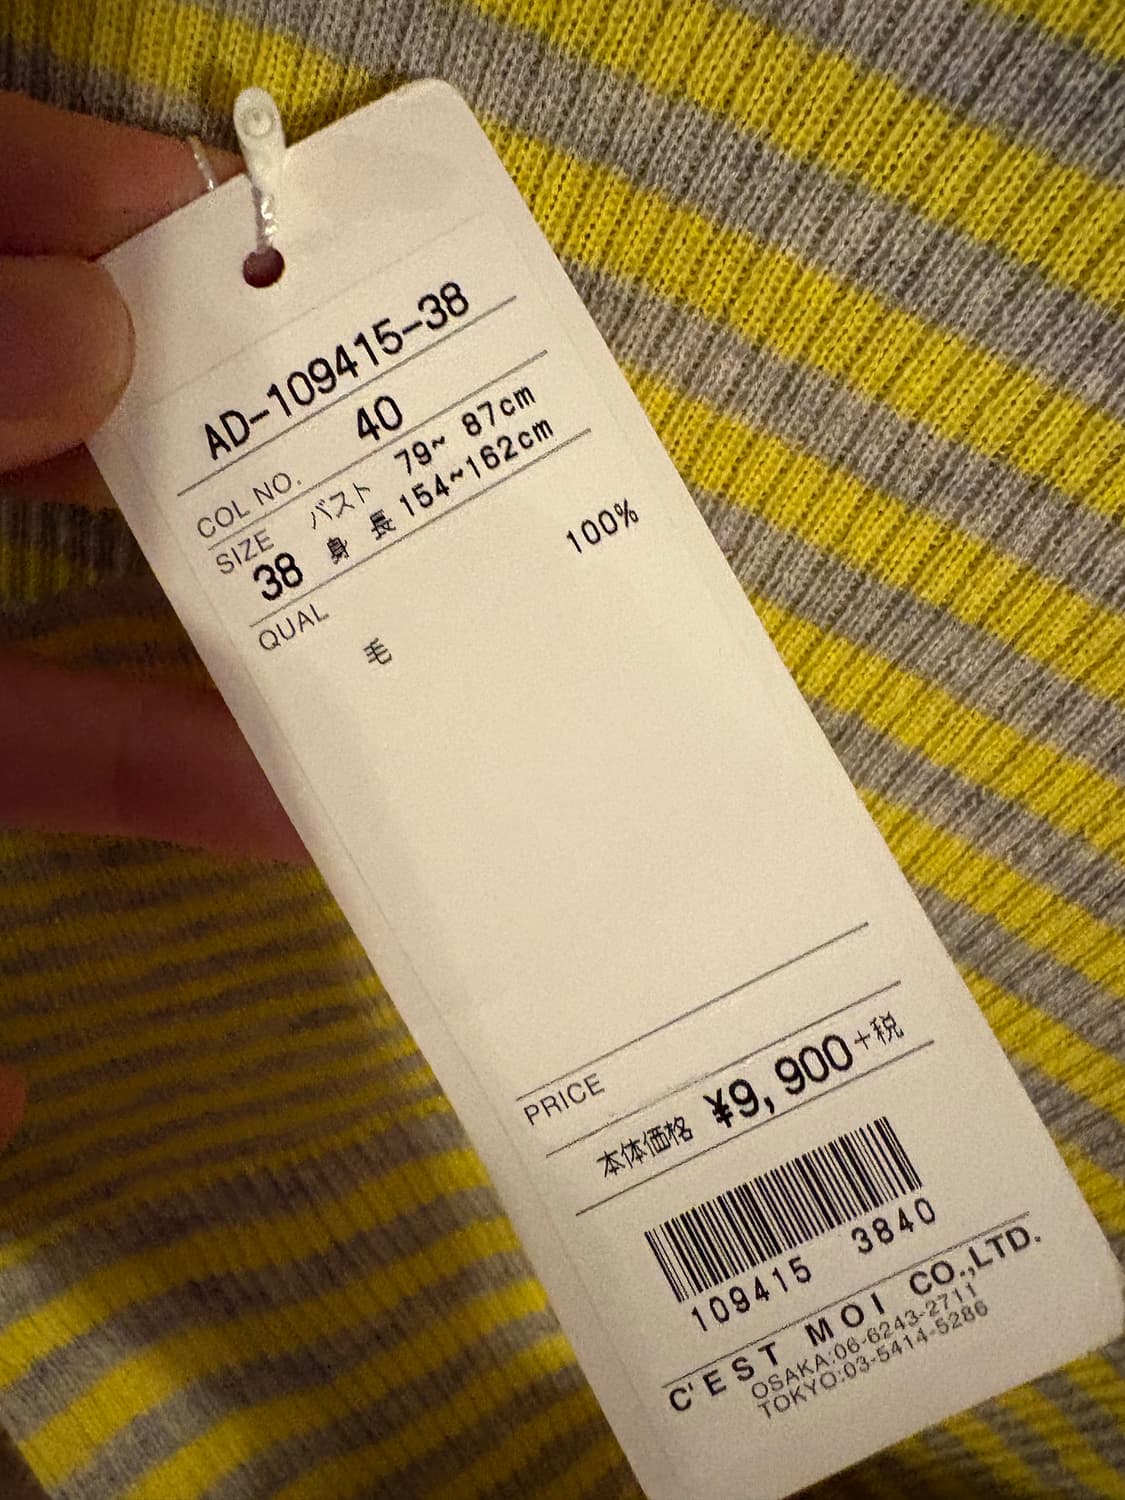 AD-109415-38
COL NO. 40
SIZE バスト 79~ 87cm
38 身 長 154~162cm
QUAL
毛 100%
PRICE
本体価格 ¥9,900+税
109415 3840
C'EST MOI CO.,LTD.
OSAKA:06-6243-2711
TOKYO:03-5414-5286